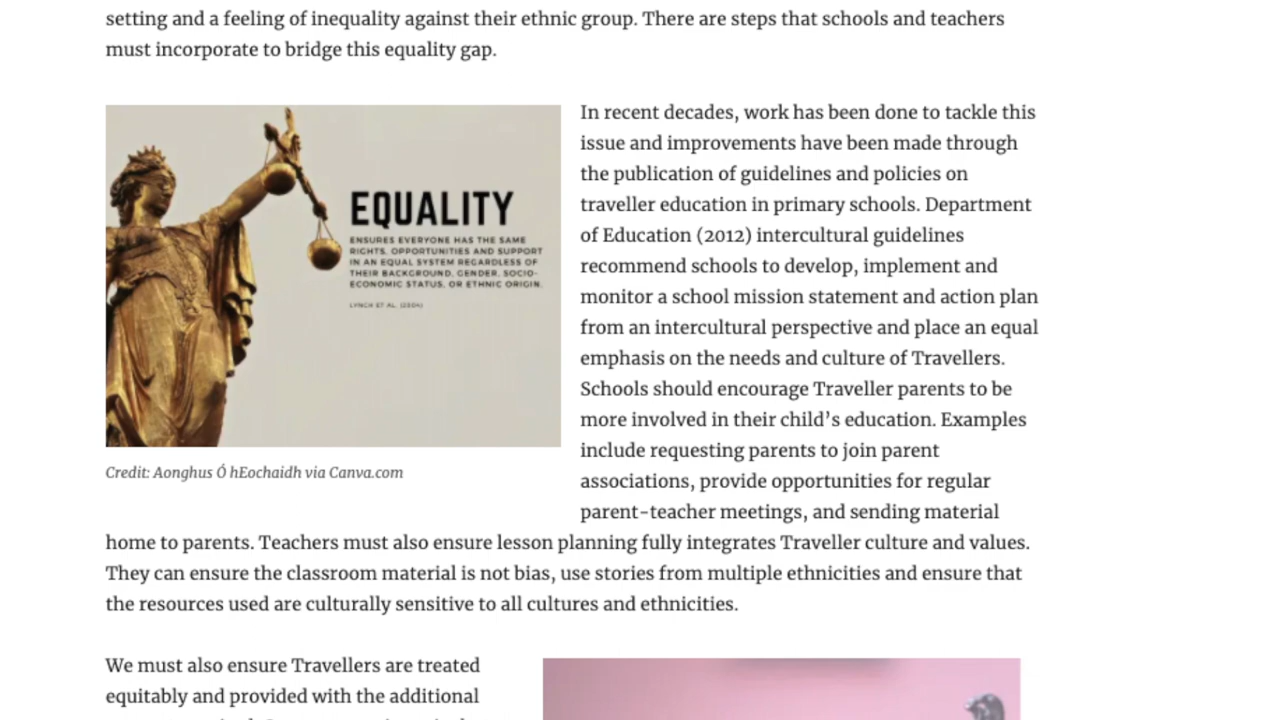 setting and a feeling of inequality against their ethnic group. There are steps that schools and teachers
must incorporate to bridge this equality gap.
EQUALITY
ENSURES EVERYONE HAS THE SAME
RIGHTS, OPPORTUNITIES AND SUPPORT
IN AN EQUAL SYSTEM REGARDLESS OF
THEIR BACKGROUND, GENDER, SOCIO-
ECONOMIC STATUS, OR ETHNIC ORIGIN.
LYNCH ET AL. (2004)
Credit: Aonghus Ó hEochaidh via Canva.com
In recent decades, work has been done to tackle this
issue and improvements have been made through
the publication of guidelines and policies on
traveller education in primary schools. Department
of Education (2012) intercultural guidelines
recommend schools to develop, implement and
monitor a school mission statement and action plan
from an intercultural perspective and place an equal
emphasis on the needs and culture of Travellers.
Schools should encourage Traveller parents to be
more involved in their child’s education. Examples
include requesting parents to join parent
associations, provide opportunities for regular
parent-teacher meetings, and sending material
home to parents. Teachers must also ensure lesson planning fully integrates Traveller culture and values.
They can ensure the classroom material is not bias, use stories from multiple ethnicities and ensure that
the resources used are culturally sensitive to all cultures and ethnicities.
We must also ensure Travellers are treated
equitably and provided with the additional